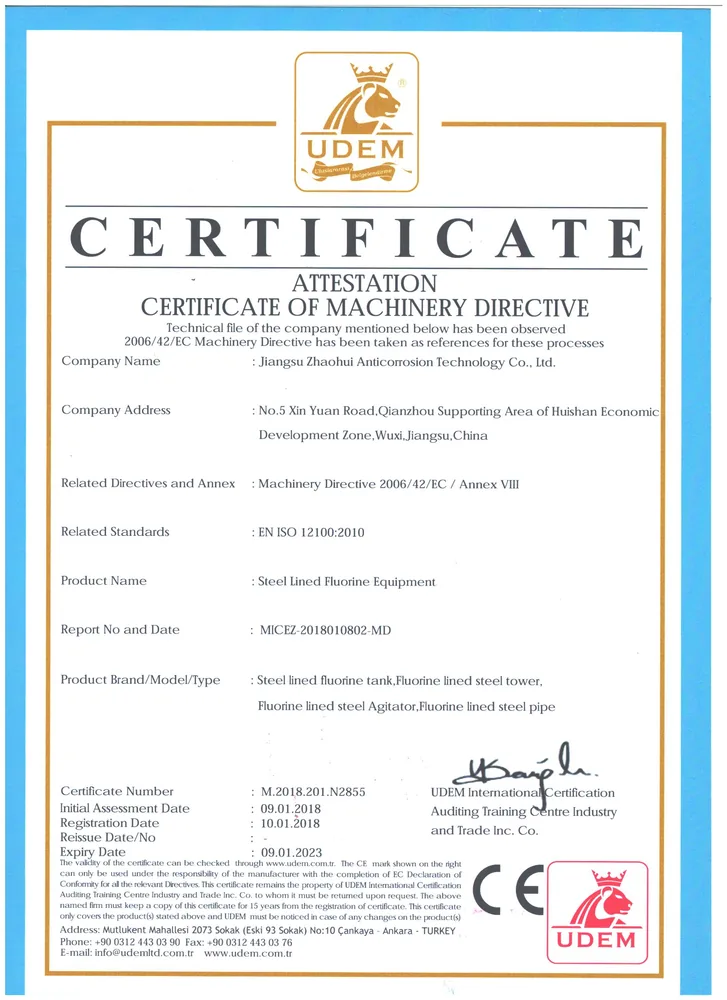 UDEM
CERTIFICATE
ATTESTATION
CERTIFICATE OF MACHINERY DIRECTIVE
Technical file of the company mentioned below has been observed
2006/42/EC Machinery Directive has been taken as references for these processes
Company Name : Jiangsu Zhaohui Anticorrosion Technology Co., Ltd.
Company Address : No.5 Xin Yuan Road,Qianzhou Supporting Area of Huishan Economic
Development Zone,Wuxi,Jiangsu,China
Related Directives and Annex : Machinery Directive 2006/42/EC / Annex VIII
Related Standards : EN ISO 12100:2010
Product Name : Steel Lined Fluorine Equipment
Report No and Date : MICEZ-2018010802-MD
Product Brand/Model/Type : Steel lined fluorine tank,Fluorine lined steel tower,
Fluorine lined steel Agitator,Fluorine lined steel pipe
Certificate Number : M.2018.201.N2855
Initial Assessment Date : 09.01.2018
Registration Date : 10.01.2018
Reissue Date/No : -
Expiry Date : 09.01.2023
UDEM International Certification
Auditing Training Centre Industry
and Trade Inc. Co.
The validity of the certificate can be checked through www.udem.com.tr. The CE mark shown on the right
can only be used under the responsibility of the manufacturer with the completion of EC Declaration of
Conformity for all the relevant Directives. This certificate remains the property of UDEM International Certification
Auditing Training Centre Industry and Trade Inc. Co. to whom it must be returned upon request. The above
named firm must keep a copy of this certificate for 15 years from the registration of certificate. This certificate
only covers the product(s) stated above and UDEM must be noticed in case of any changes on the product(s)
Address: Mutlukent Mahallesi 2073 Sokak (Eski 93 Sokak) No:10 Çankaya - Ankara - TURKEY
Phone: +90 0312 443 03 90 Fax: +90 0312 443 03 76
E-mail: info@udemltd.com.tr www.udem.com.tr
CE
UDEM